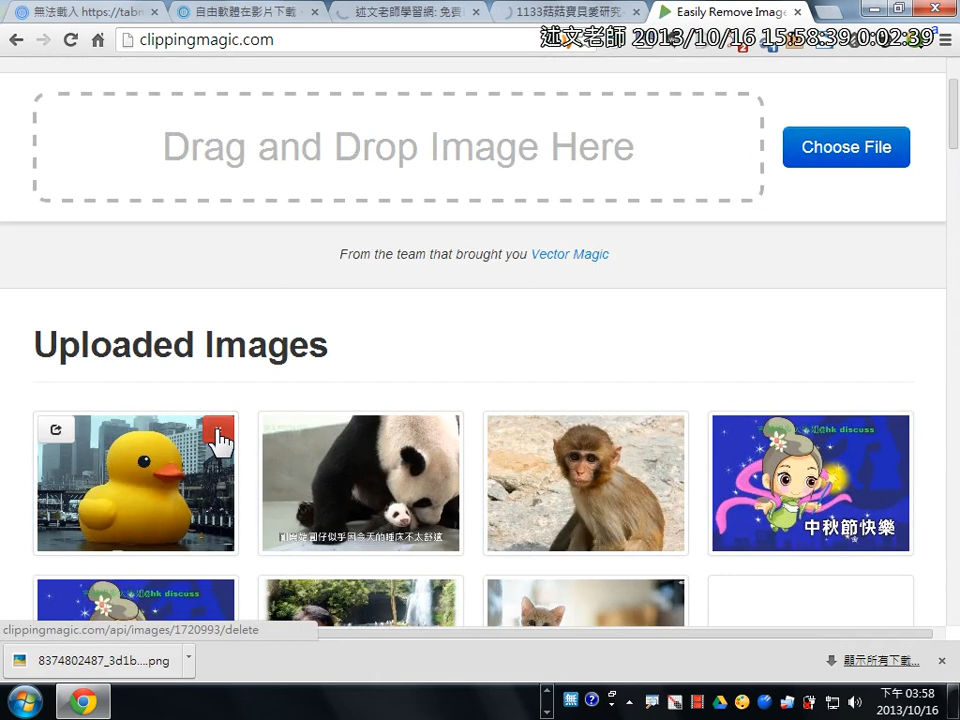 無法載入 https://tabn
自由軟體在影片下載
述文老師學習網: 免費
1133菇菇寶貝愛研究-
Easily Remove Image
clippingmagic.com
述文老師 2013/10/16 15:58:39 0:02:39
Drag and Drop Image Here
Choose File
From the team that brought you Vector Magic
Uploaded Images
@hk discuss
中秋節快樂
@hk discuss
clippingmagic.com/api/images/1720993/delete
8374802487_3d1b....png
顯示所有下載...
下午 03:58
2013/10/16